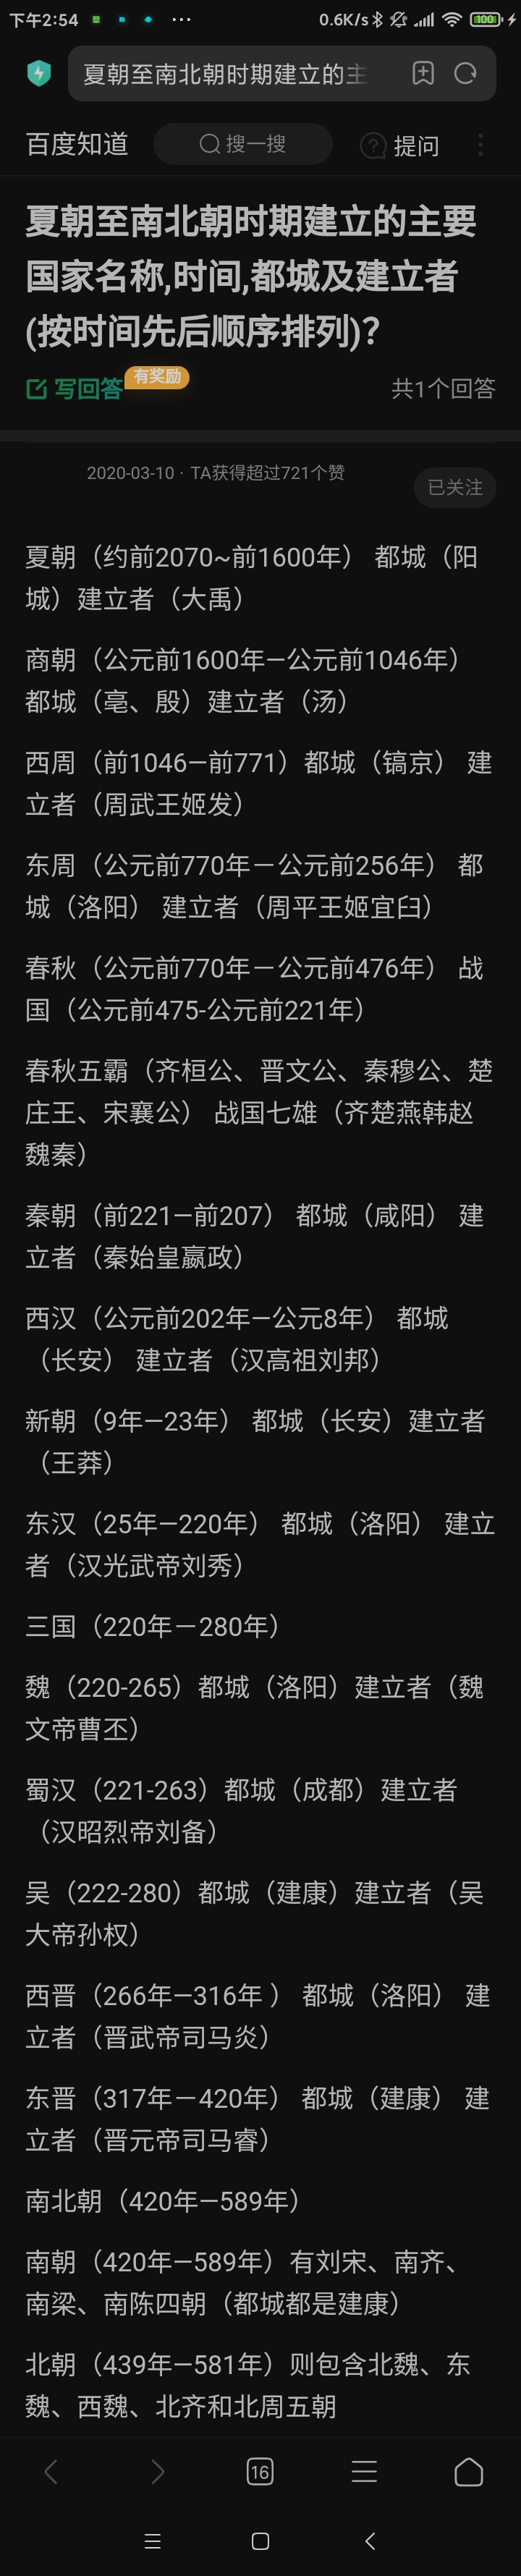 下午2:54 ··· 0.6K/s 100
夏朝至南北朝时期建立的主
百度知道 搜一搜 提问
夏朝至南北朝时期建立的主要
国家名称,时间,都城及建立者
(按时间先后顺序排列)?
写回答 有奖励 共1个回答
2020-03-10 · TA获得超过721个赞
已关注
夏朝（约前2070~前1600年） 都城（阳
城）建立者（大禹）
商朝（公元前1600年—公元前1046年）
都城（亳、殷）建立者（汤）
西周（前1046—前771）都城（镐京） 建
立者（周武王姬发）
东周（公元前770年－公元前256年） 都
城（洛阳） 建立者（周平王姬宜臼）
春秋（公元前770年－公元前476年） 战
国（公元前475-公元前221年）
春秋五霸（齐桓公、晋文公、秦穆公、楚
庄王、宋襄公） 战国七雄（齐楚燕韩赵
魏秦）
秦朝（前221—前207） 都城（咸阳） 建
立者（秦始皇嬴政）
西汉（公元前202年—公元8年） 都城
（长安） 建立者（汉高祖刘邦）
新朝（9年—23年） 都城（长安）建立者
（王莽）
东汉（25年—220年） 都城（洛阳） 建立
者（汉光武帝刘秀）
三国（220年－280年）
魏（220-265）都城（洛阳）建立者（魏
文帝曹丕）
蜀汉（221-263）都城（成都）建立者
（汉昭烈帝刘备）
吴（222-280）都城（建康）建立者（吴
大帝孙权）
西晋（266年—316年 ） 都城（洛阳） 建
立者（晋武帝司马炎）
东晋（317年－420年） 都城（建康） 建
立者（晋元帝司马睿）
南北朝（420年—589年）
南朝（420年—589年）有刘宋、南齐、
南梁、南陈四朝（都城都是建康）
北朝（439年—581年）则包含北魏、东
魏、西魏、北齐和北周五朝
16